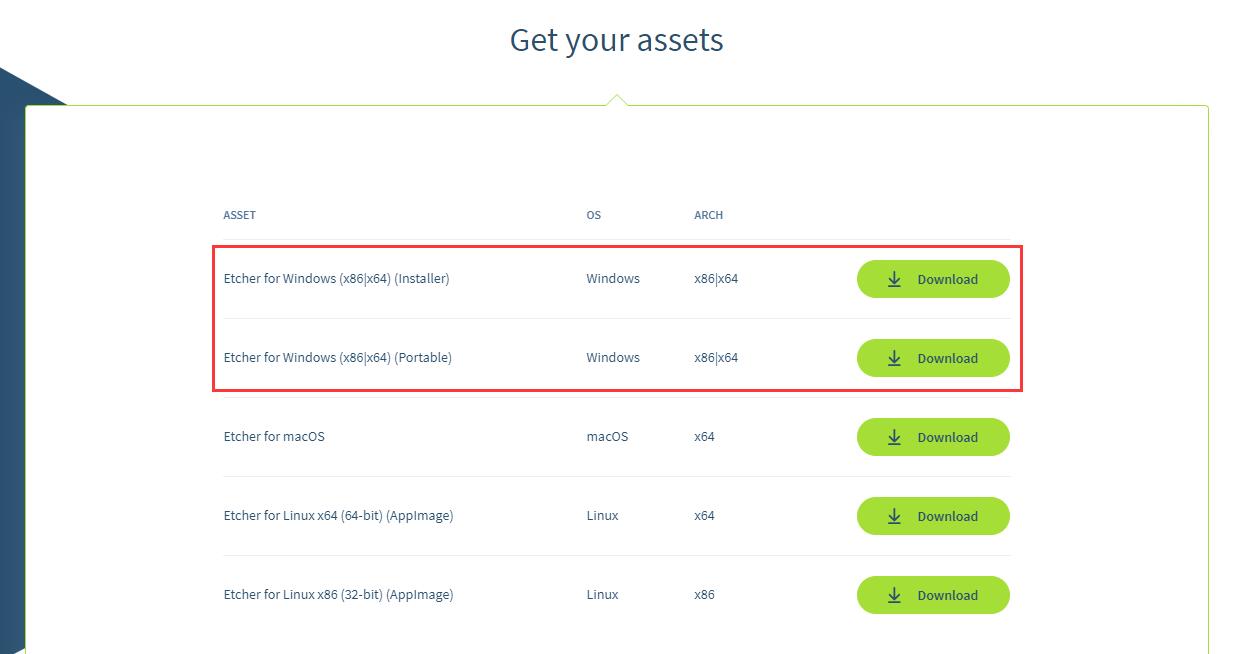 Get your assets
ASSET OS ARCH
Etcher for Windows (x86|x64) (Installer) Windows x86|x64 Download
Etcher for Windows (x86|x64) (Portable) Windows x86|x64 Download
Etcher for macOS macOS x64 Download
Etcher for Linux x64 (64-bit) (AppImage) Linux x64 Download
Etcher for Linux x86 (32-bit) (AppImage) Linux x86 Download